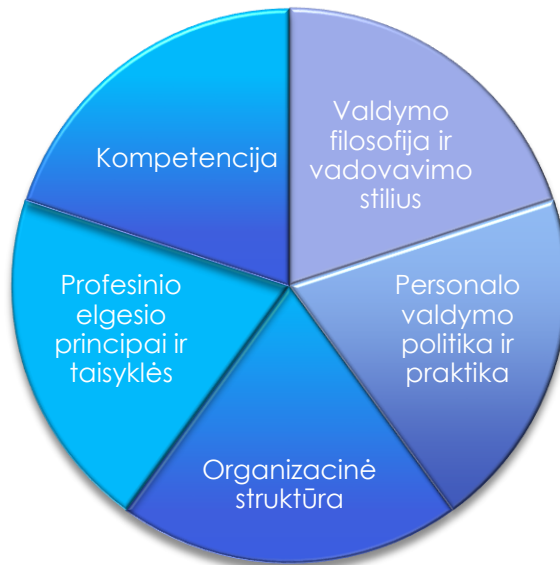 Valdymo
filosofija ir
vadovavimo
stilius
Personalo
valdymo
politika ir
praktika
Organizacinė
struktūra
Profesinio
elgesio
principai ir
taisyklės
Kompetencija